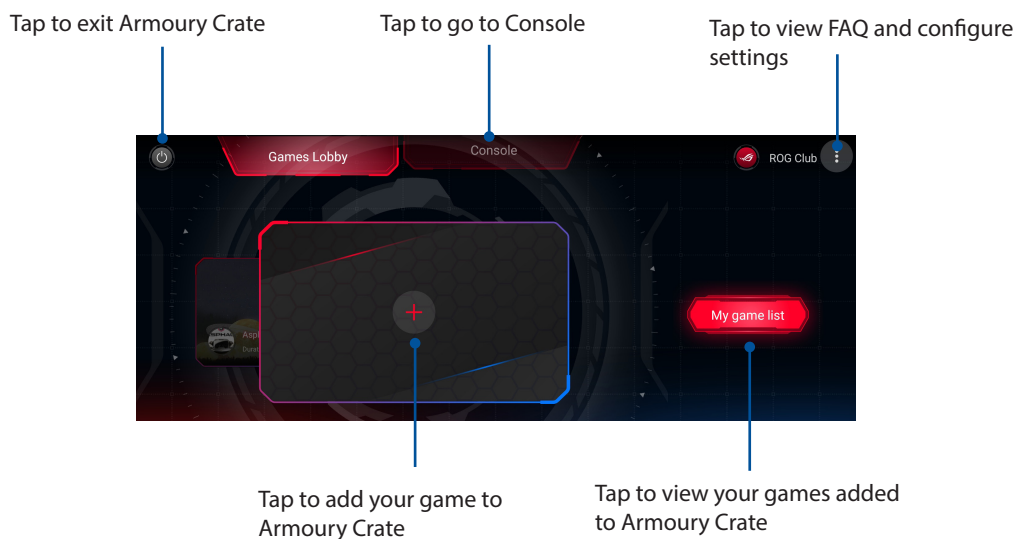 Tap to exit Armoury Crate
Tap to go to Console
Tap to view FAQ and configure
settings
Games Lobby
Console
ROG Club
My game list
Asph
Durat
Tap to add your game to
Armoury Crate
Tap to view your games added
to Armoury Crate